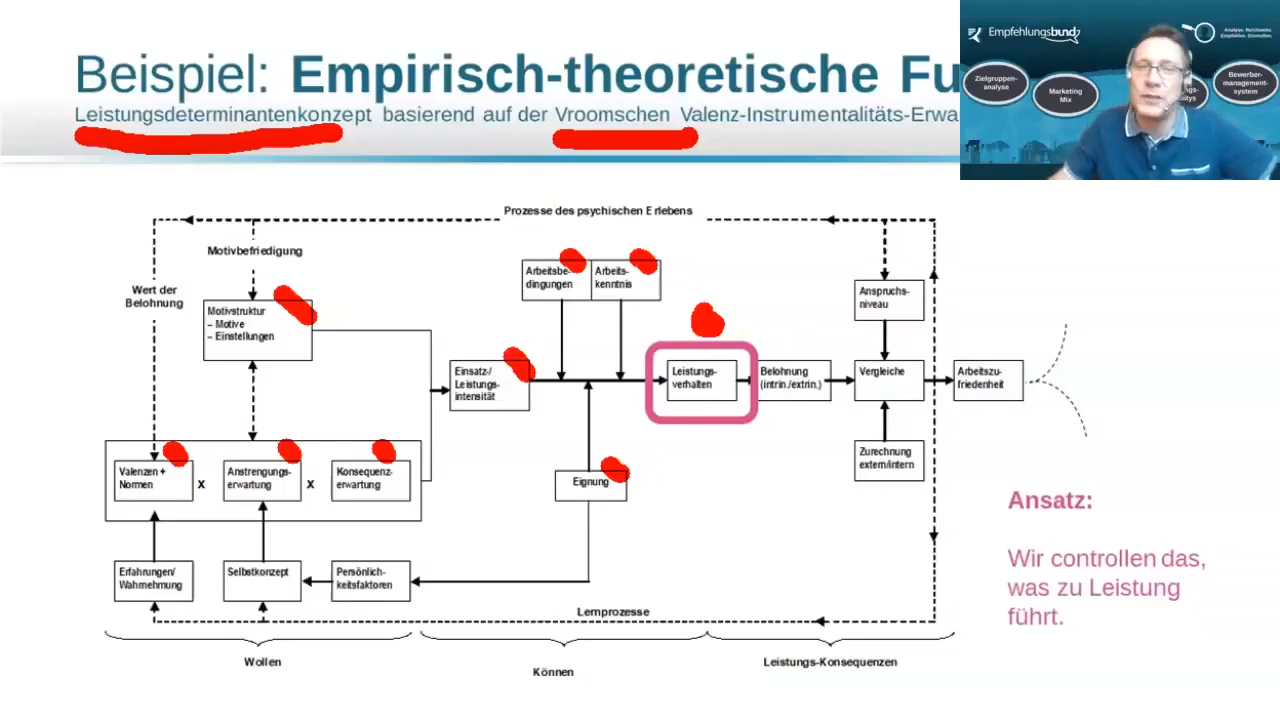 Beispiel: Empirisch-theoretische Fu
Leistungsdeterminantenkonzept basierend auf der Vroomschen Valenz-Instrumentalitäts-Erwa
Empfehlungsbund
Analyse. Reichweite.
Empfehlen. Einstellen.
Zielgruppen-
analyse
Marketing
Mix
Bewerber-
management-
system
Prozesse des psychischen Erlebens
Motivbefriedigung
Wert der
Belohnung
Motivstruktur
– Motive
– Einstellungen
Arbeitsbe-
dingungen
Arbeits-
kenntnis
Anspruchs-
niveau
Einsatz-/
Leistungs-
intensität
Leistungs-
verhalten
Belohnung
(intrin./extrin.)
Vergleiche
Arbeitszu-
friedenheit
Valenzen +
Normen
x
Anstrengungs-
erwartung
x
Konsequenz-
erwartung
Eignung
Zurechnung
extern/intern
Ansatz:
Wir controllen das,
was zu Leistung
führt.
Erfahrungen/
Wahrnehmung
Selbstkonzept
Persönlich-
keitsfaktoren
Lernprozesse
Wollen
Können
Leistungs-Konsequenzen